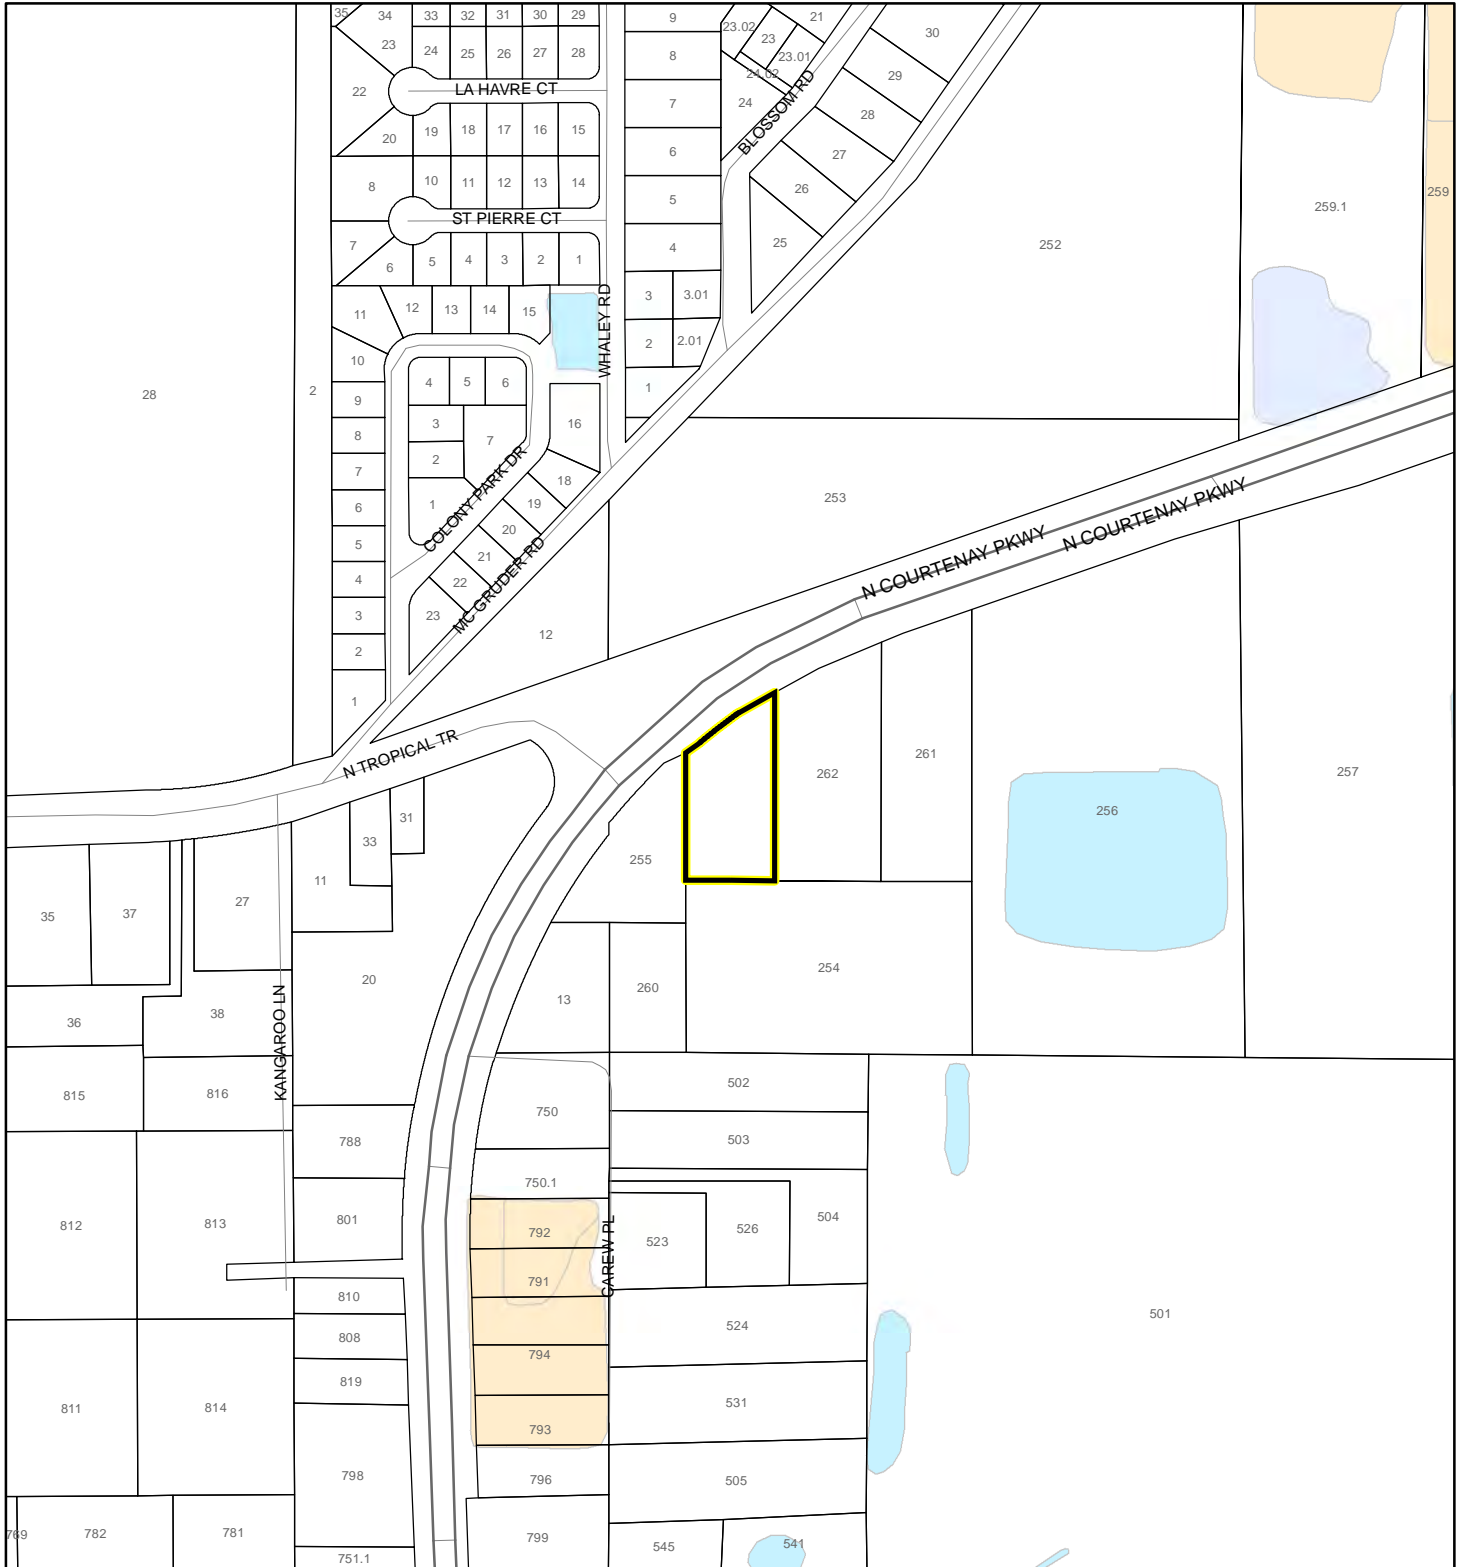 35 34 33 32 31 30 29 9 23.02 21 30
23 24 25 26 27 28 8 23 23.01
22 LA HAVRE CT 7 24.02 29
24 BLOSSOM RD 28
20 19 18 17 16 15 6 27
8 10 11 12 13 14 5 26 259.1 259
ST PIERRE CT
7 6 5 4 3 2 1 4 25 252
11 12 13 14 15 WHALEY RD 3 3.01
10 2 2.01
28 2 9 4 5 6 1
8 3 7 16
7 2 18
6 1 COLONY PARK DR 19 253 N COURTENAY PKWY
5 20 MC GRUDER RD N COURTENAY PKWY
4 21
3 22
2 23 12
1
N TROPICAL TR 262 261 257
31 256
33 255
11
35 37 27
20 254
36 38 KANGAROO LN 13 260
815 816 750 502
788 503
750.1
812 813 801 792 CAREW PL 523 526 504
791
810 524 501
808 794
819
811 814 793 531
798 796 505
769 782 781 799 545 541
751.1